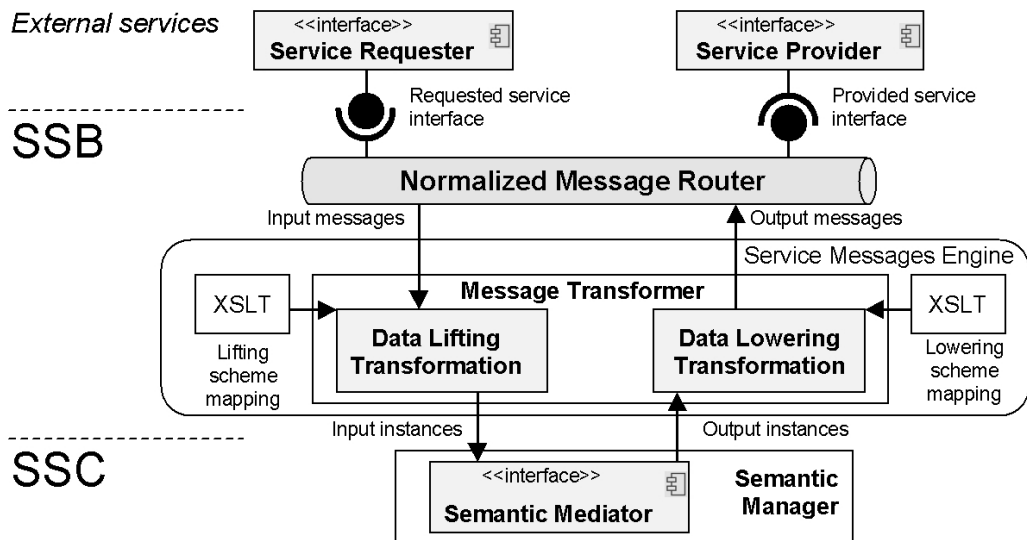 External services
<<interface>>
Service Requester
<<interface>>
Service Provider
Requested service
interface
Provided service
interface
SSB
Normalized Message Router
Input messages
Output messages
Service Messages Engine
XSLT
Message Transformer
XSLT
Data Lifting
Transformation
Data Lowering
Transformation
Lifting
scheme
mapping
Lowering
scheme
mapping
Input instances
Output instances
SSC
<<interface>>
Semantic Mediator
Semantic
Manager